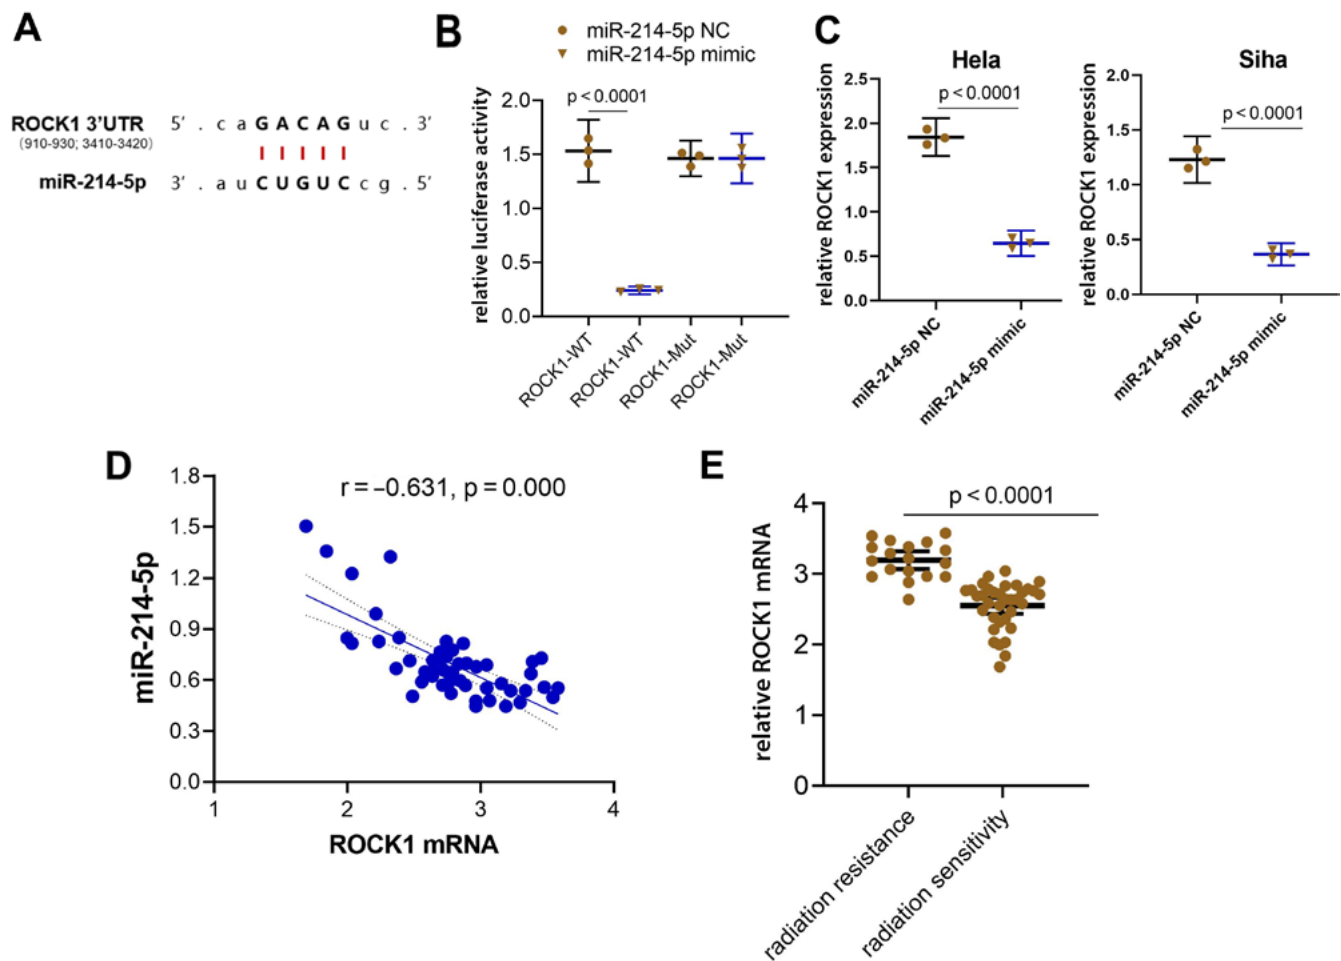 A
ROCK1 3'UTR 5' . c a G A C A G u c . 3'
(910-930; 3410-3420)
miR-214-5p 3' . a u C U G U C c g . 5'
B
miR-214-5p NC
miR-214-5p mimic
p < 0.0001
relative luciferase activity
2.0
1.5
1.0
0.5
0.0
ROCK1-WT
ROCK1-WT
ROCK1-Mut
ROCK1-Mut
C
Hela
p < 0.0001
relative ROCK1 expression
2.5
2.0
1.5
1.0
0.5
0.0
miR-214-5p NC
miR-214-5p mimic
Siha
p < 0.0001
relative ROCK1 expression
2.0
1.5
1.0
0.5
0.0
miR-214-5p NC
miR-214-5p mimic
D
r = -0.631, p = 0.000
miR-214-5p
1.8
1.5
1.2
0.9
0.6
0.3
0.0
1 2 3 4
ROCK1 mRNA
E
p < 0.0001
relative ROCK1 mRNA
4
3
2
1
0
radiation resistance
radiation sensitivity